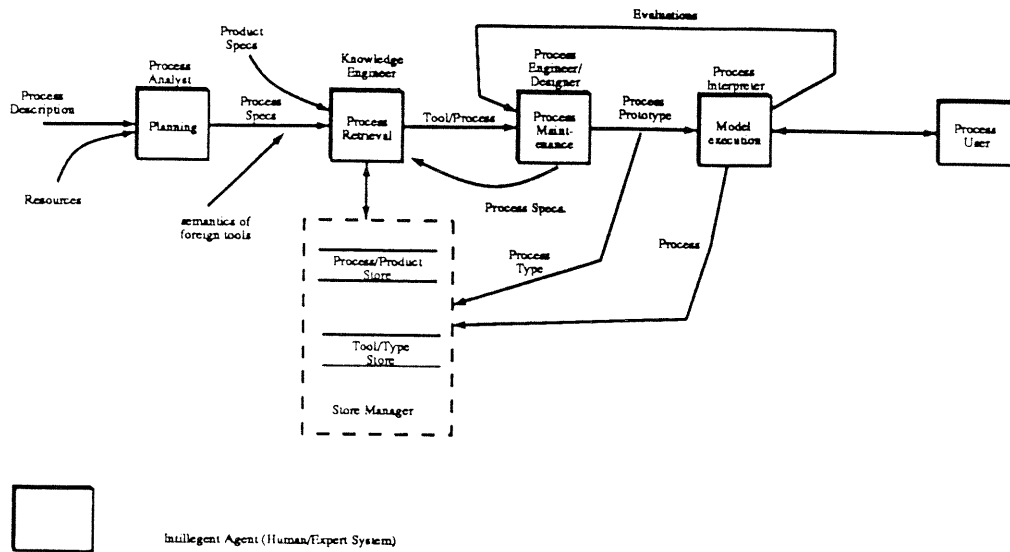 Evaluations
Product
Specs
Knowledge
Engineer
Process
Engineer/
Designer
Process
Analyst
Process
Interpreter
Process
Description
Planning
Process
Specs
Process
Retrieval
Tool/Process
Process
Maint-
enance
Process
Prototype
Model
execution
Process
User
Resources
semantics of
foreign tools
Process Specs.
Process
Type
Process
Process/Product
Store
Tool/Type
Store
Store Manager
Intillegent Agent (Human/Expert System)